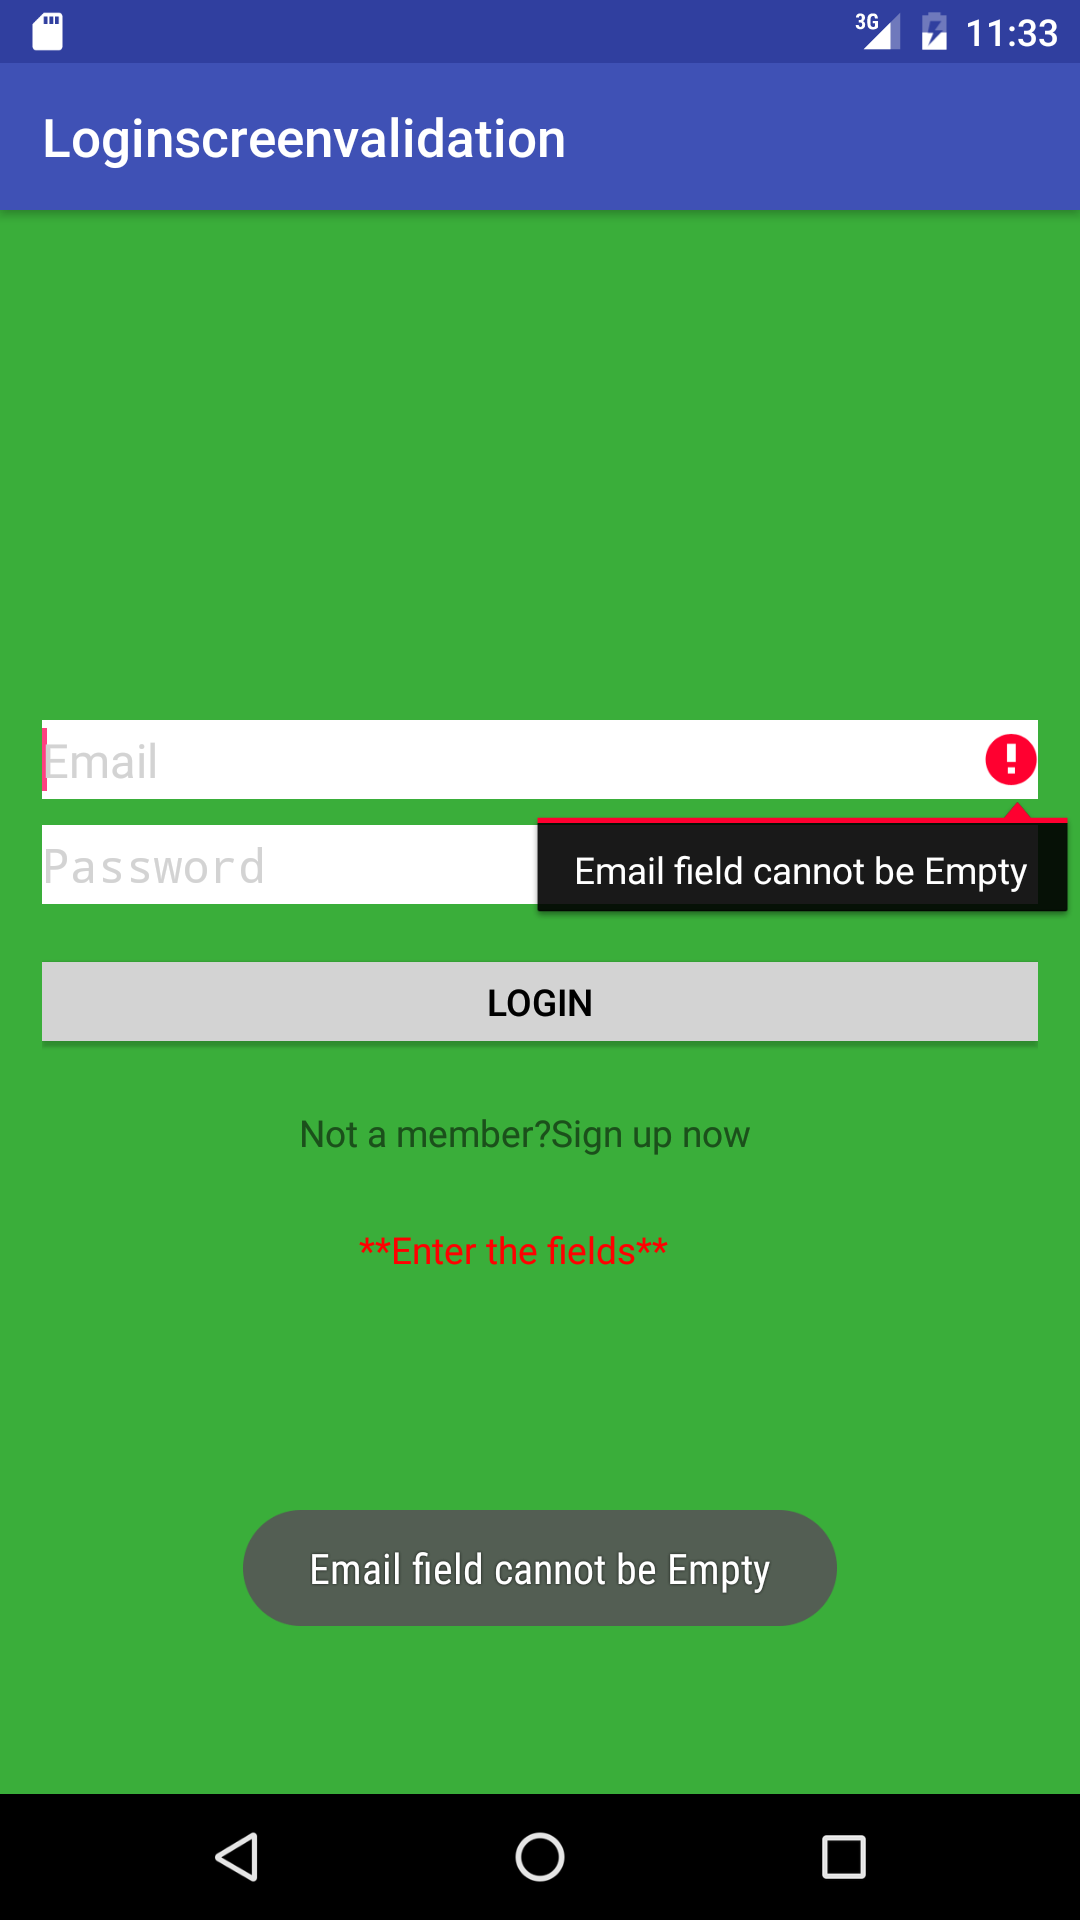 3G 11:33
Loginscreenvalidation
Email
Password
Email field cannot be Empty
LOGIN
Not a member?Sign up now
**Enter the fields**
Email field cannot be Empty